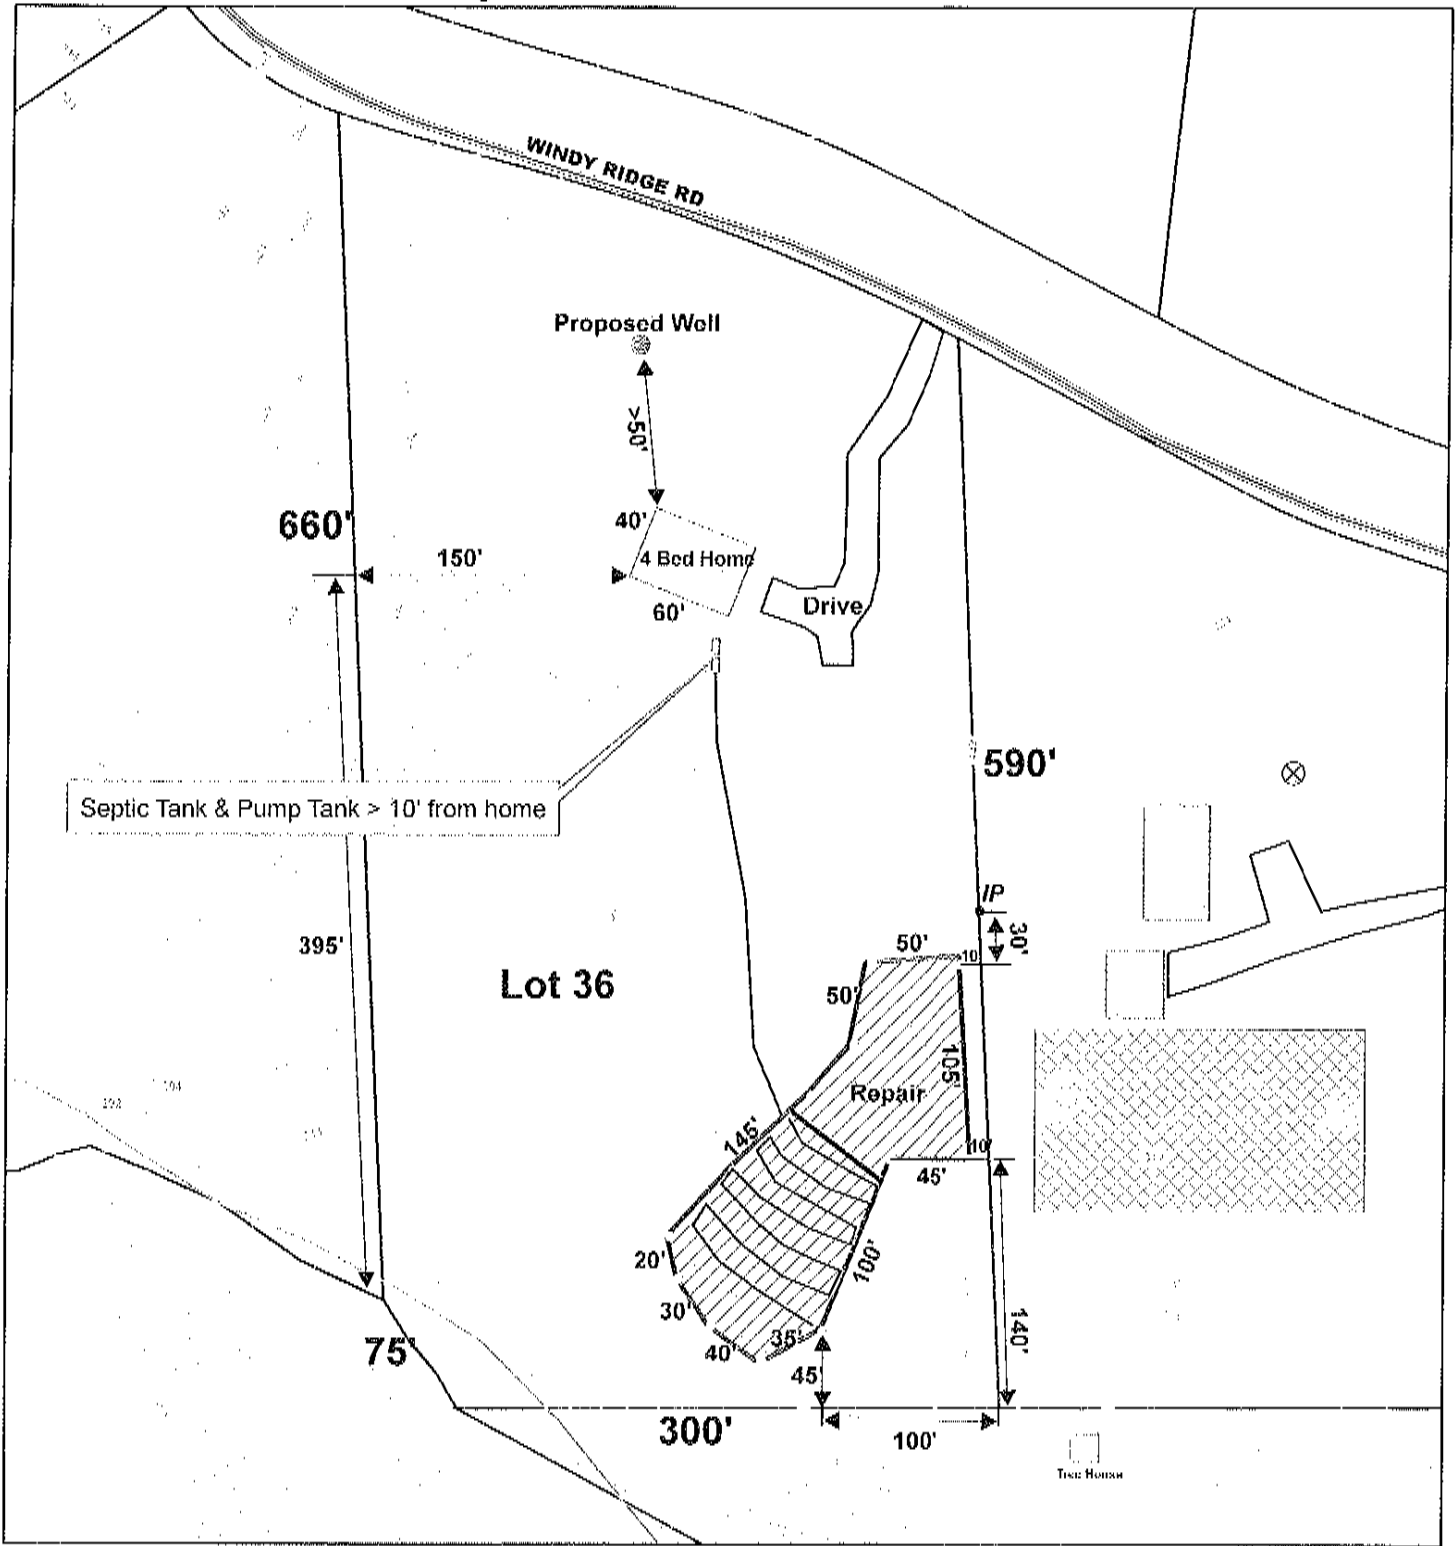 WINDY RIDGE RD
Proposed Well
>50'
660'
40'
150'
4 Bed Home
60'
Drive
590'
Septic Tank & Pump Tank > 10' from home
IP
30'
395'
50'
10'
Lot 36
50'
105'
Repair
145'
10'
45'
20'
100'
30'
35'
40'
140'
75'
45'
300'
100'
Tree House